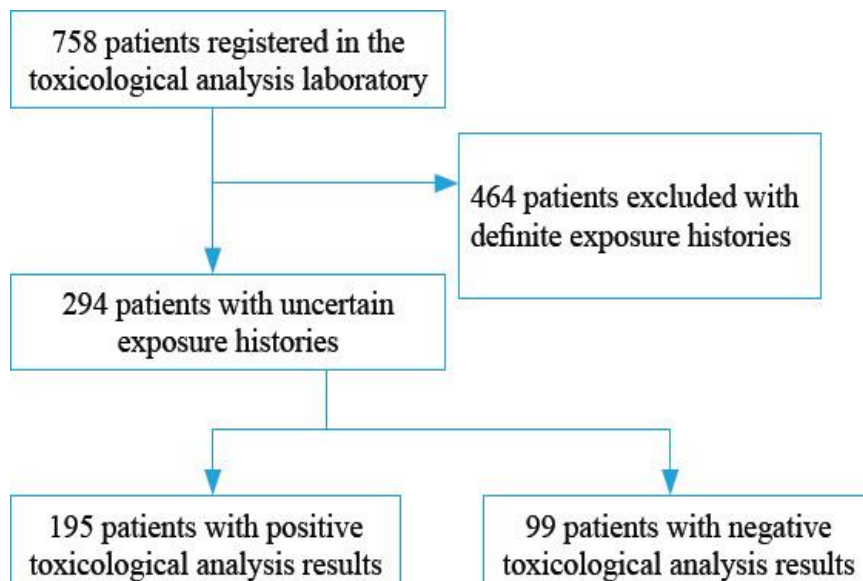 758 patients registered in the
toxicological analysis laboratory
464 patients excluded with
definite exposure histories
294 patients with uncertain
exposure histories
195 patients with positive
toxicological analysis results
99 patients with negative
toxicological analysis results